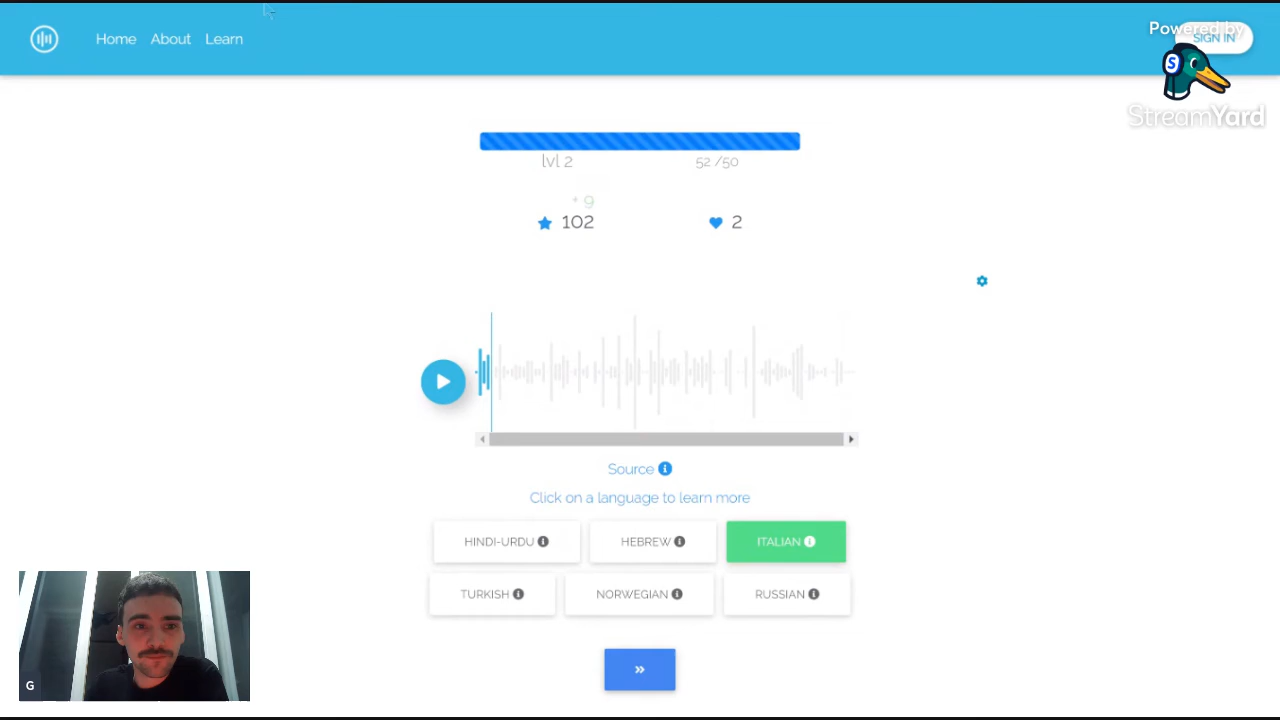 Home About Learn
SIGN IN
Powered by
S
StreamYard
lvl 2 52 /50
+ 9
102 2
Source
Click on a language to learn more
HINDI-URDU HEBREW ITALIAN
TURKISH NORWEGIAN RUSSIAN
»
G